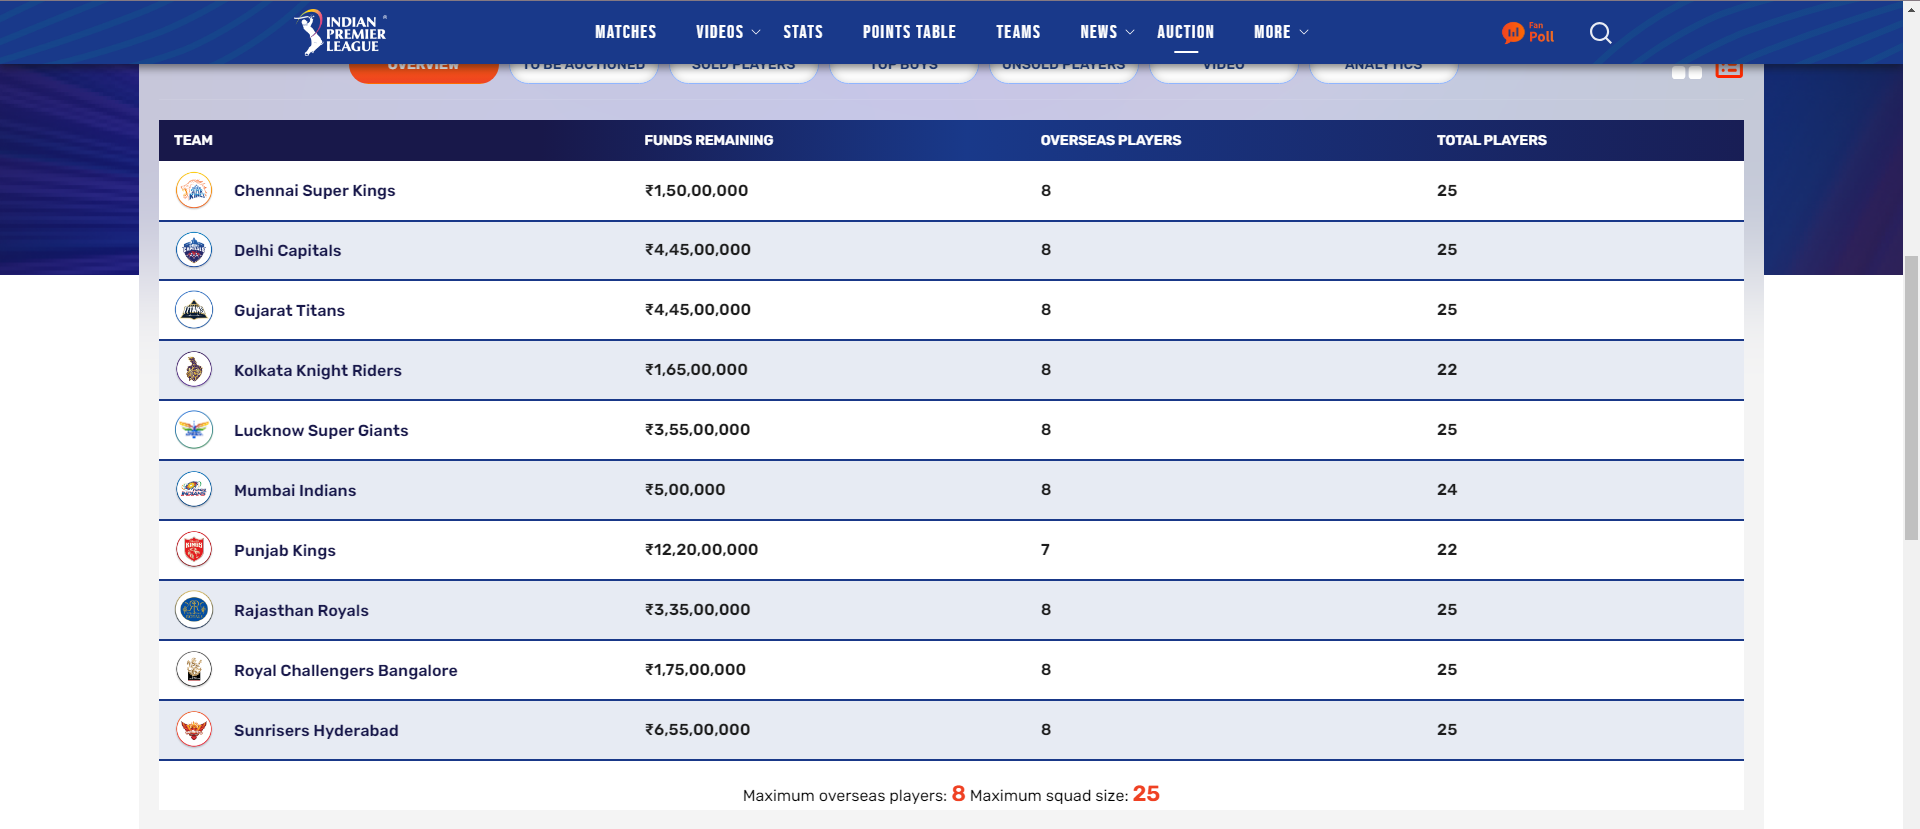 INDIAN PREMIER LEAGUE
MATCHES VIDEOS STATS POINTS TABLE TEAMS NEWS AUCTION MORE
Fan Poll
OVERVIEW TO BE AUCTIONED SOLD PLAYERS TOP BUYS UNSOLD PLAYERS VIDEO ANALYTICS
TEAM FUNDS REMAINING OVERSEAS PLAYERS TOTAL PLAYERS
Chennai Super Kings ₹1,50,00,000 8 25
Delhi Capitals ₹4,45,00,000 8 25
Gujarat Titans ₹4,45,00,000 8 25
Kolkata Knight Riders ₹1,65,00,000 8 22
Lucknow Super Giants ₹3,55,00,000 8 25
Mumbai Indians ₹5,00,000 8 24
Punjab Kings ₹12,20,00,000 7 22
Rajasthan Royals ₹3,35,00,000 8 25
Royal Challengers Bangalore ₹1,75,00,000 8 25
Sunrisers Hyderabad ₹6,55,00,000 8 25
Maximum overseas players: 8 Maximum squad size: 25